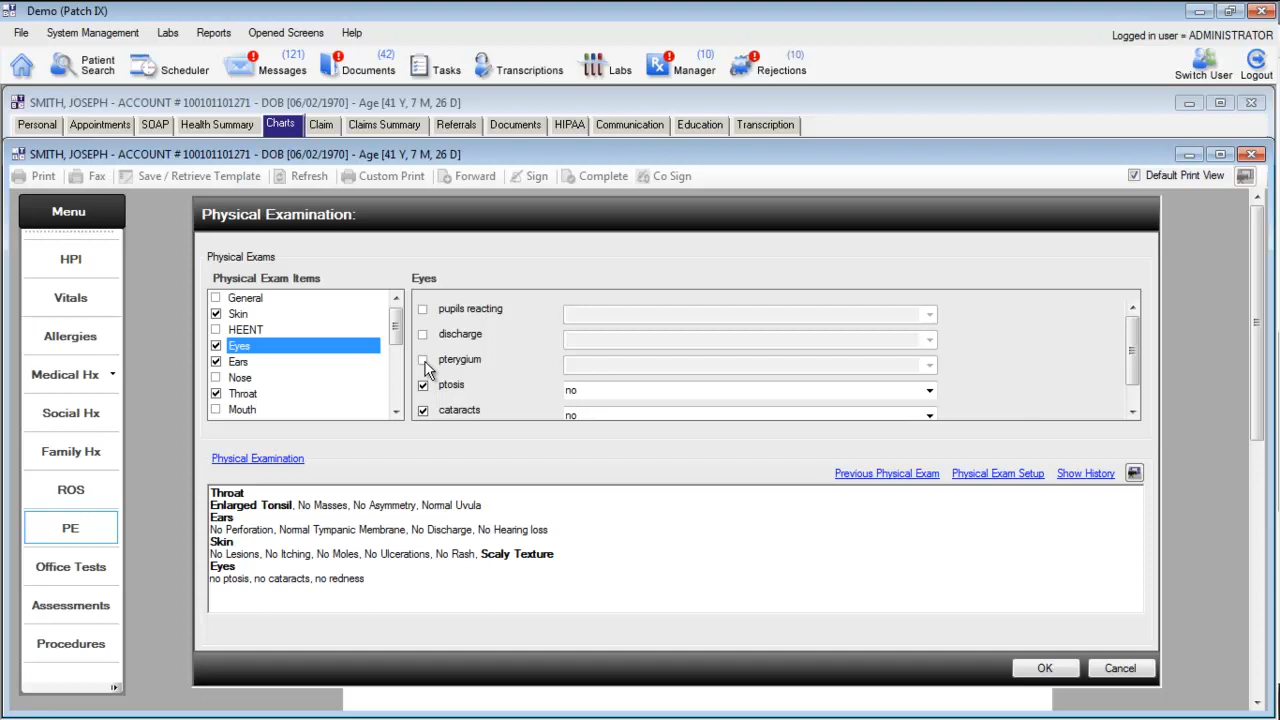 Demo (Patch IX)
File System Management Labs Reports Opened Screens Help
Logged in user = ADMINISTRATOR
Patient Search
Scheduler
Messages (121)
Documents (42)
Tasks
Transcriptions
Labs
Rx Manager (10)
Rejections (10)
Switch User
Logout
SMITH, JOSEPH - ACCOUNT # 100101101271 - DOB [06/02/1970] - Age [41 Y, 7 M, 26 D]
Personal Appointments SOAP Health Summary Charts Claim Claims Summary Referrals Documents HIPAA Communication Education Transcription
SMITH, JOSEPH - ACCOUNT # 100101101271 - DOB [06/02/1970] - Age [41 Y, 7 M, 26 D]
Print Fax Save / Retrieve Template Refresh Custom Print Forward Sign Complete Co Sign Default Print View
Menu
HPI
Vitals
Allergies
Medical Hx
Social Hx
Family Hx
ROS
PE
Office Tests
Assessments
Procedures
Physical Examination:
Physical Exams
Physical Exam Items
General
Skin
HEENT
Eyes
Ears
Nose
Throat
Mouth
Eyes
pupils reacting
discharge
pterygium
ptosis no
cataracts no
Physical Examination
Previous Physical Exam Physical Exam Setup Show History
Throat
Enlarged Tonsil, No Masses, No Asymmetry, Normal Uvula
Ears
No Perforation, Normal Tympanic Membrane, No Discharge, No Hearing loss
Skin
No Lesions, No Itching, No Moles, No Ulcerations, No Rash, Scaly Texture
Eyes
no ptosis, no cataracts, no redness
OK Cancel